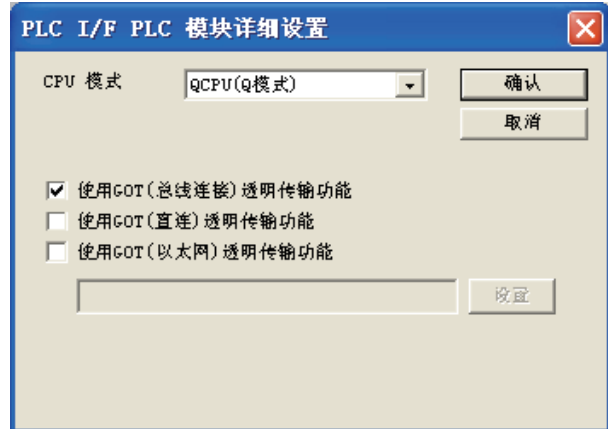 PLC I/F PLC 模块详细设置
CPU 模式
QCPU(Q模式)
确认
取消
使用GOT(总线连接)透明传输功能
使用GOT(直连)透明传输功能
使用GOT(以太网)透明传输功能
设置